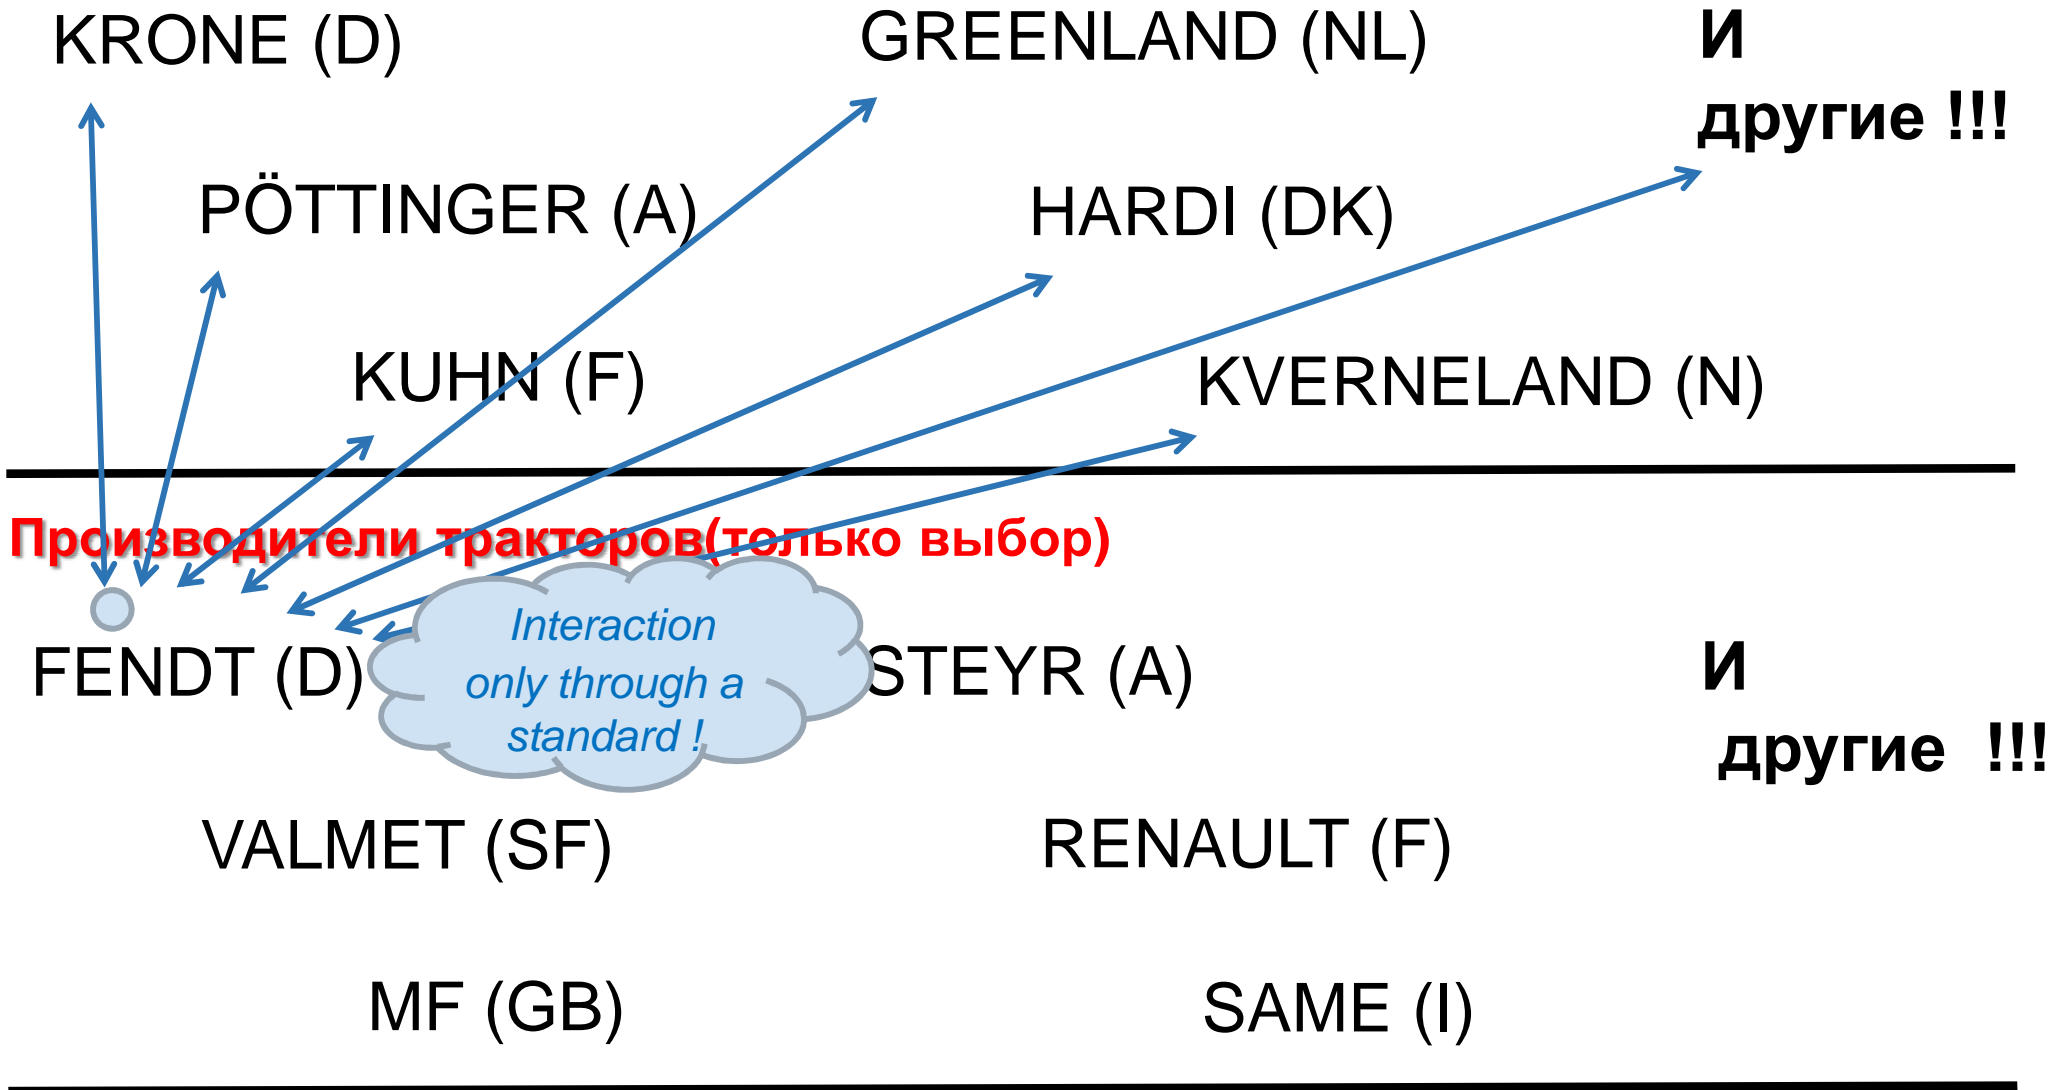 KRONE (D)
GREENLAND (NL)
И
другие !!!
PÖTTINGER (A)
HARDI (DK)
KUHN (F)
KVERNELAND (N)
Производители тракторов(только выбор)
Interaction
only through a
standard !
FENDT (D)
STEYR (A)
И
другие !!!
VALMET (SF)
RENAULT (F)
MF (GB)
SAME (I)